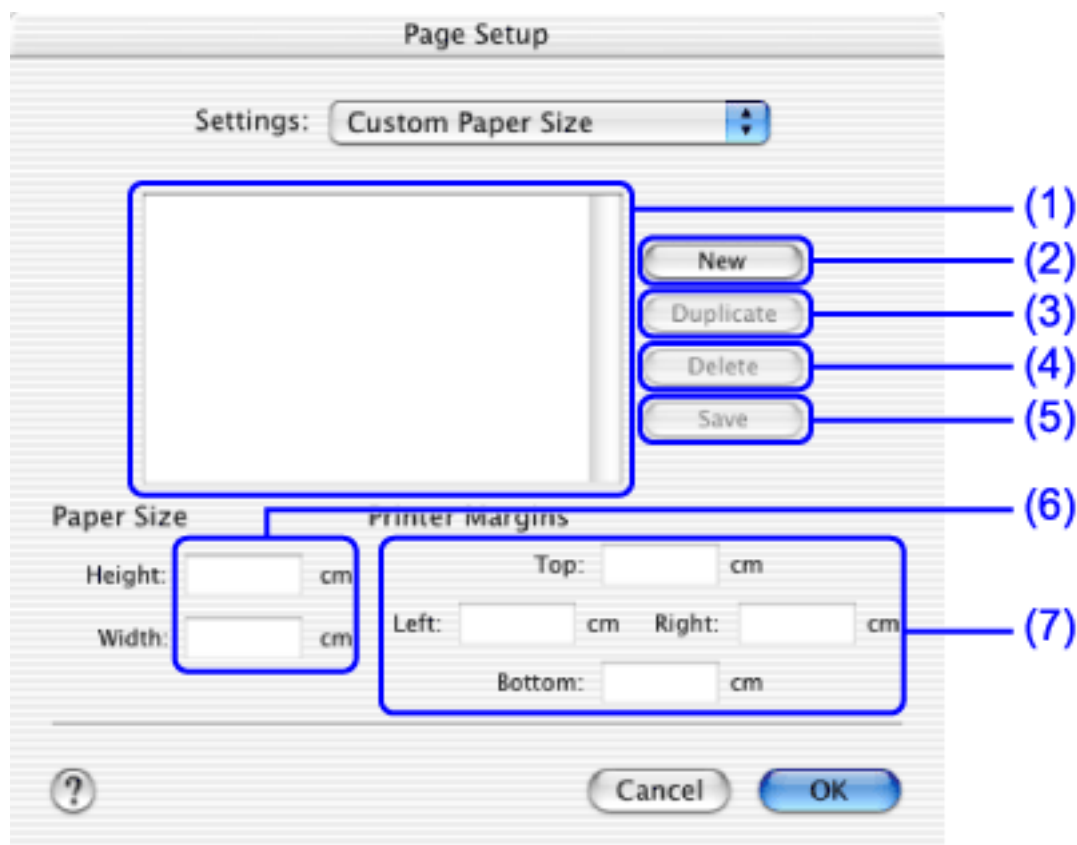 Page Setup
Settings: Custom Paper Size
(1)
New (2)
Duplicate (3)
Delete (4)
Save (5)
(6)
Paper Size Printer Margins
Height: cm Top: cm
Width: cm Left: cm Right: cm (7)
Bottom: cm
? Cancel OK